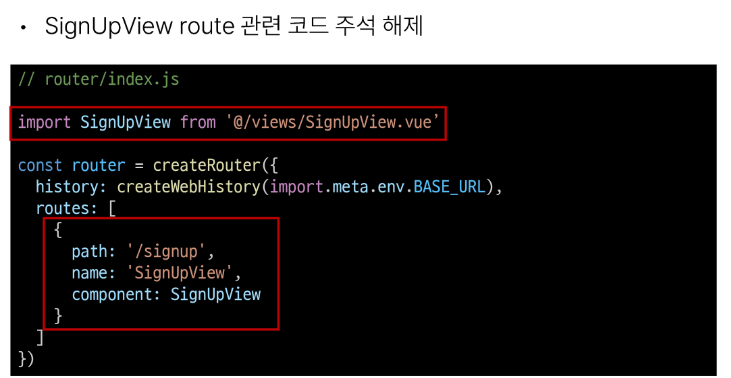 • SignUpView route 관련 코드 주석 해제
// router/index.js
import SignUpView from '@/views/SignUpView.vue’
const router = createRouter({
history: createWebHistory(import.meta.env.BASE_URL),
routes: [
{
path: '/signup',
name: 'SignUpView',
component: SignUpView
}
]
})